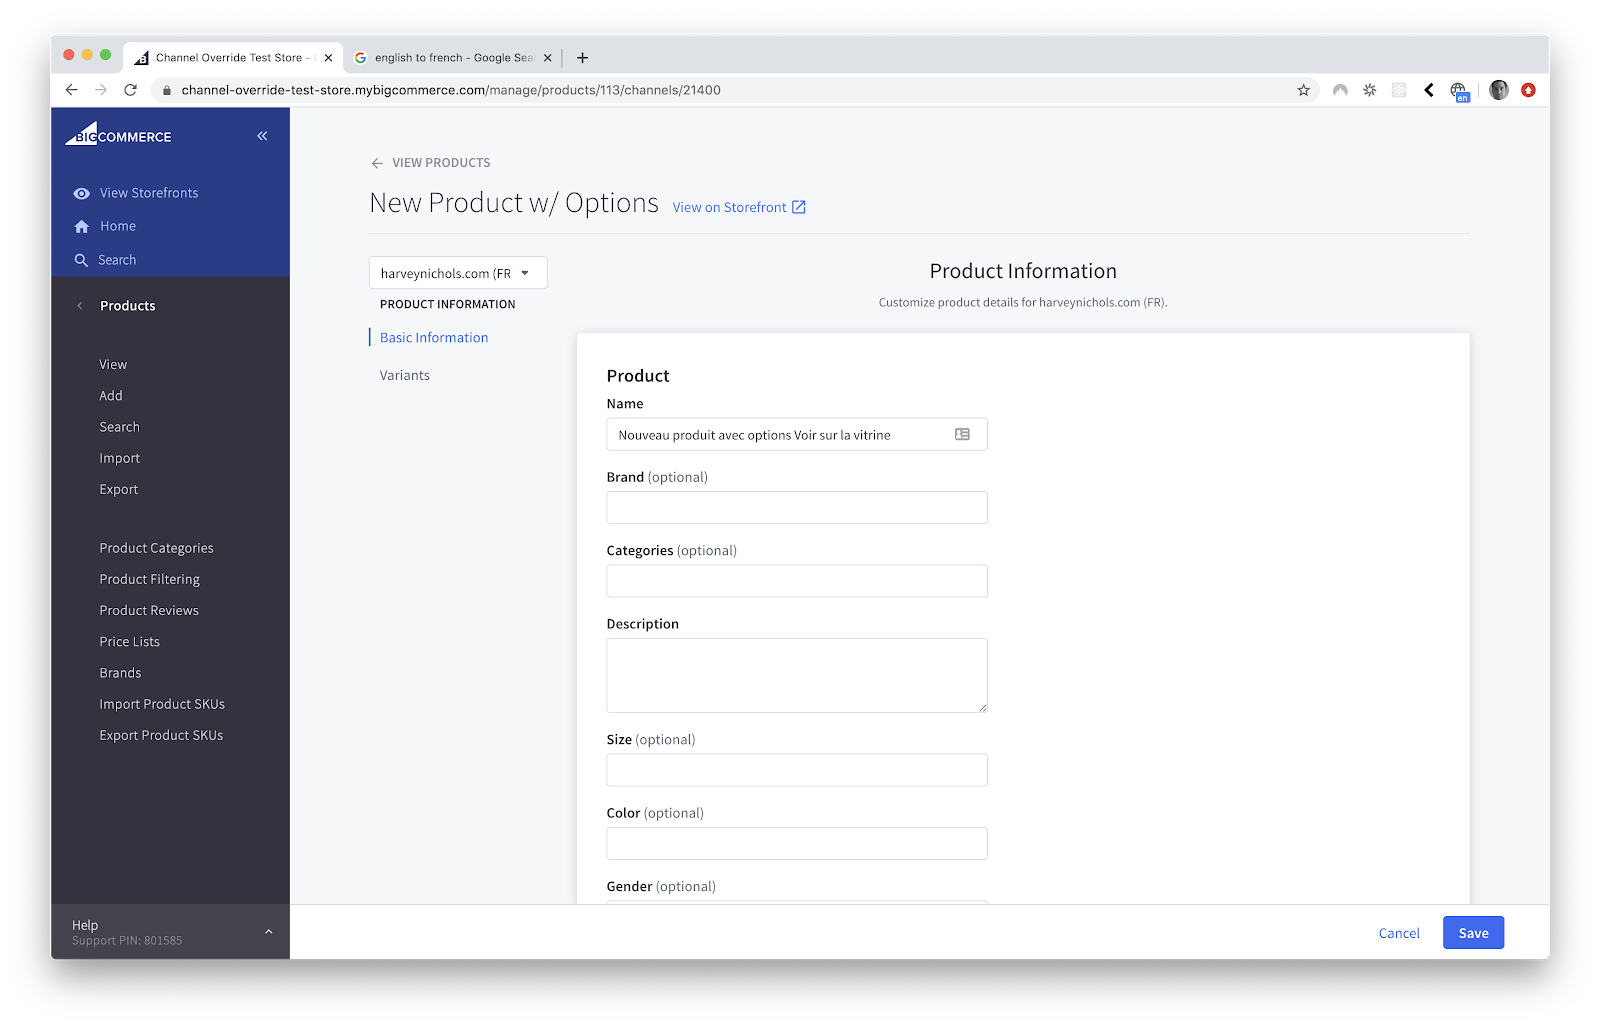 Channel Override Test Store -
english to french - Google Sea
channel-override-test-store.mybigcommerce.com/manage/products/113/channels/21400
en
BIGCOMMERCE
View Storefronts
Home
Search
Products
View
Add
Search
Import
Export
Product Categories
Product Filtering
Product Reviews
Price Lists
Brands
Import Product SKUs
Export Product SKUs
Help
Support PIN: 801585
VIEW PRODUCTS
New Product w/ Options View on Storefront
harveynichols.com (FR
PRODUCT INFORMATION
Basic Information
Variants
Product Information
Customize product details for harveynichols.com (FR).
Product
Name
Nouveau produit avec options Voir sur la vitrine
Brand (optional)
Categories (optional)
Description
Size (optional)
Color (optional)
Gender (optional)
Cancel
Save